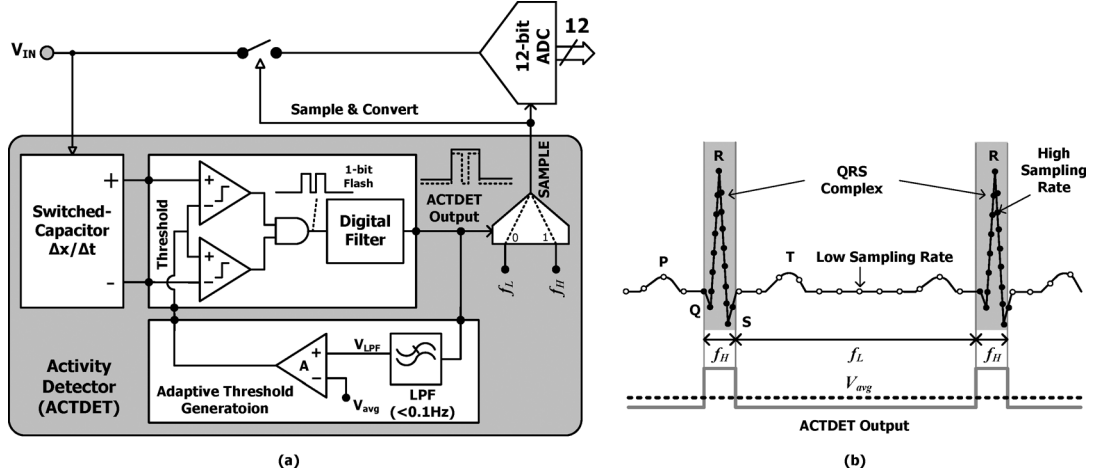 V_IN
12-bit
ADC
12
Sample & Convert
+
-
Switched-
Capacitor
Δx/Δt
Threshold
+
-
+
-
1-bit
Flash
Digital
Filter
ACTDET
Output
SAMPLE
0
1
f_L
f_H
Activity
Detector
(ACTDET)
Adaptive Threshold
Generatoion
A
+
-
V_LPF
V_avg
LPF
(<0.1Hz)
(a)
R
QRS
Complex
R
High
Sampling
Rate
P
T
Low Sampling Rate
Q
S
f_H
f_L
f_H
V_avg
ACTDET Output
(b)